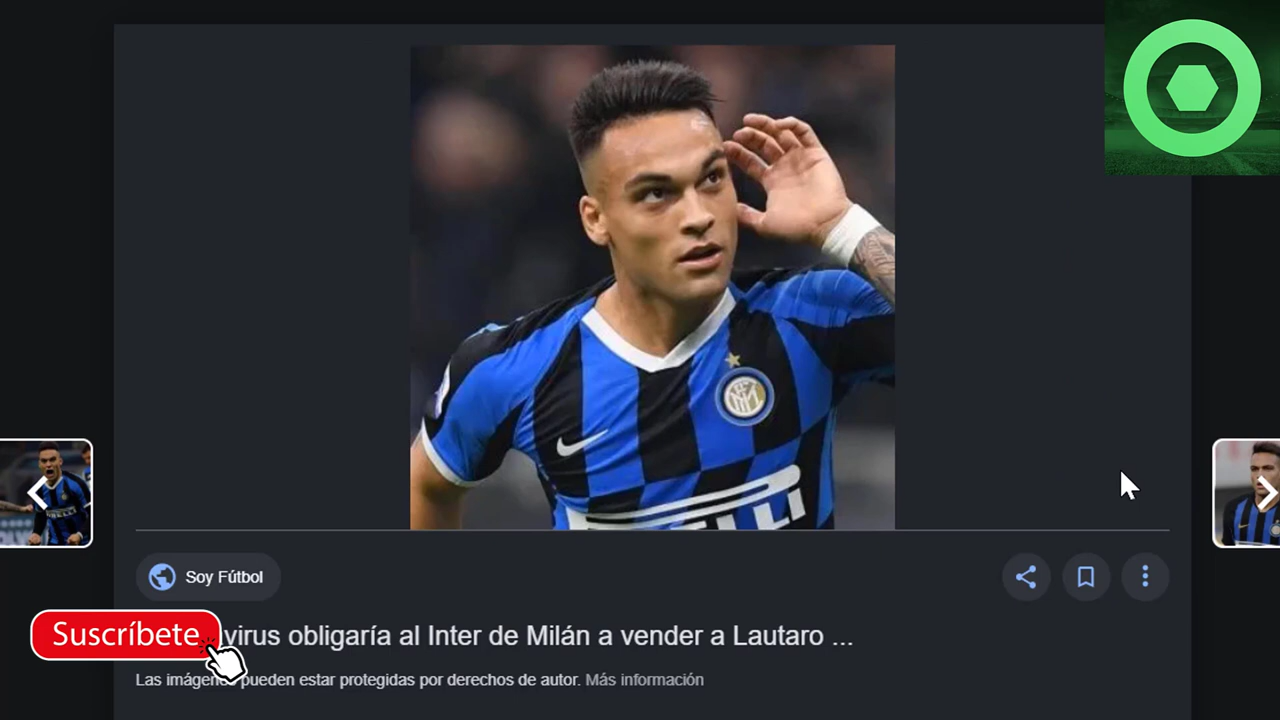 IRELLI
Soy Fútbol
Suscríbete
virus obligaría al Inter de Milán a vender a Lautaro ...
Las imágenes pueden estar protegidas por derechos de autor. Más información